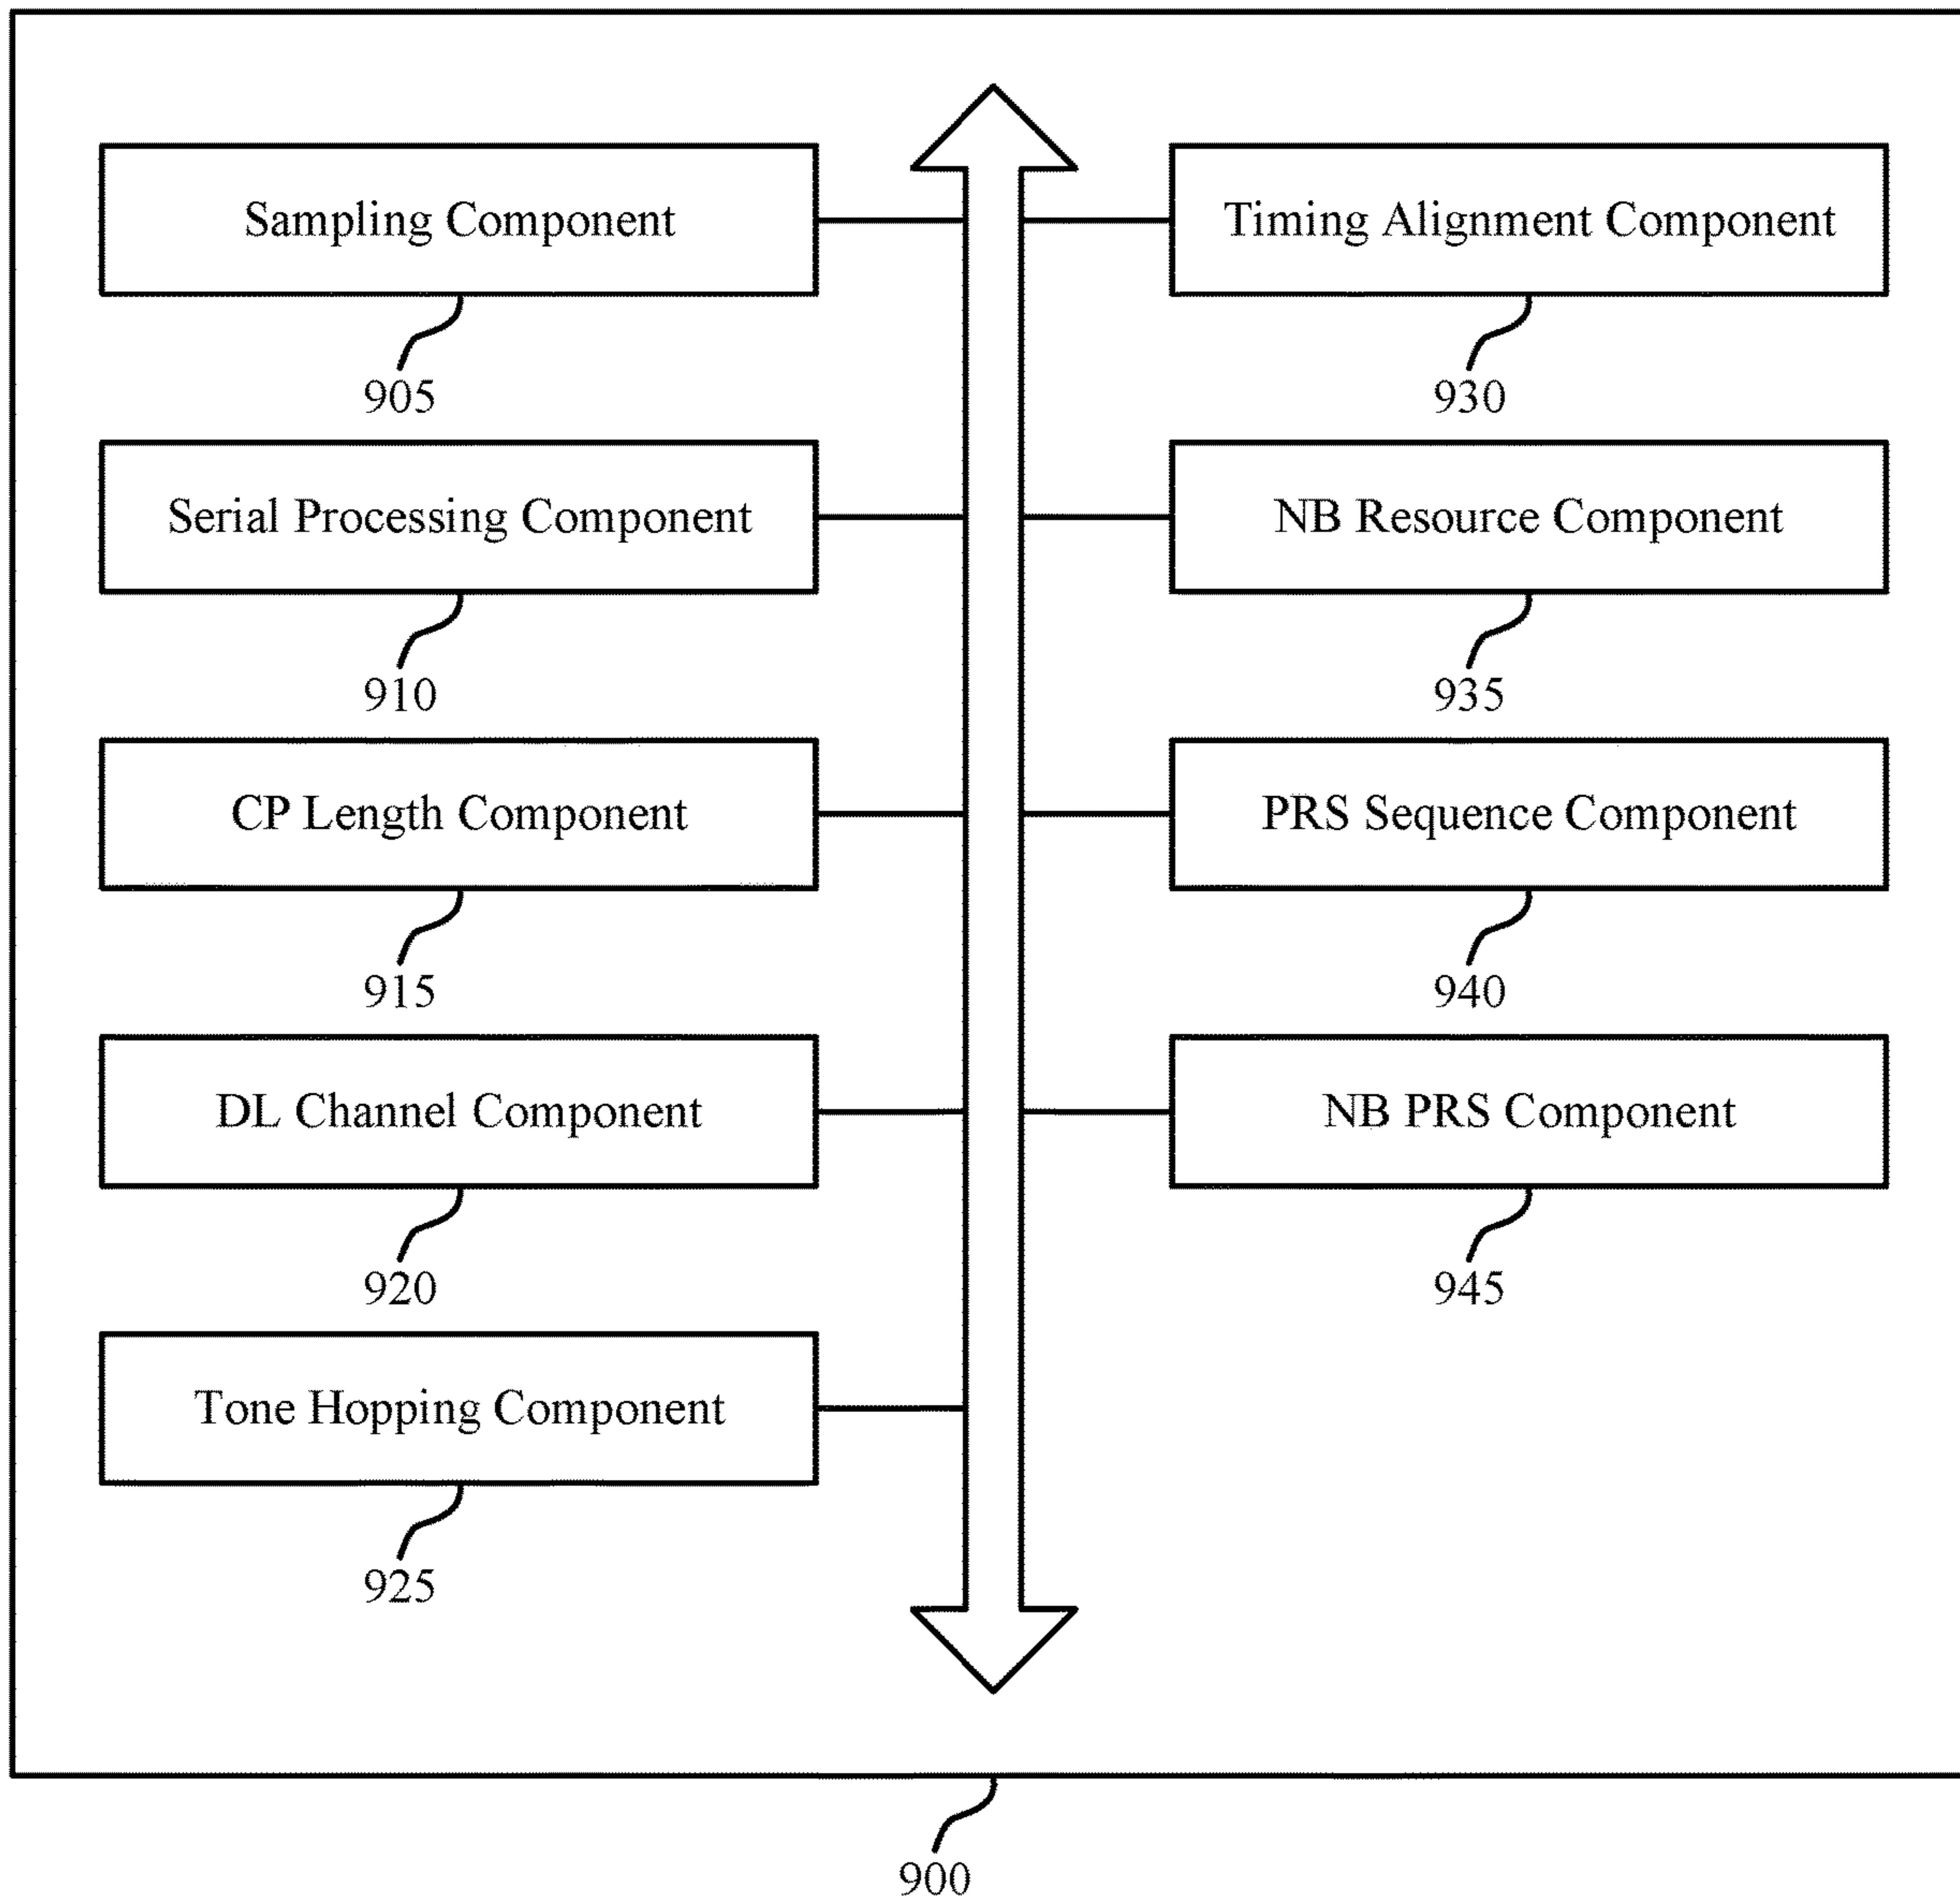 Sampling Component
905
Serial Processing Component
910
CP Length Component
915
DL Channel Component
920
Tone Hopping Component
925
Timing Alignment Component
930
NB Resource Component
935
PRS Sequence Component
940
NB PRS Component
945
900